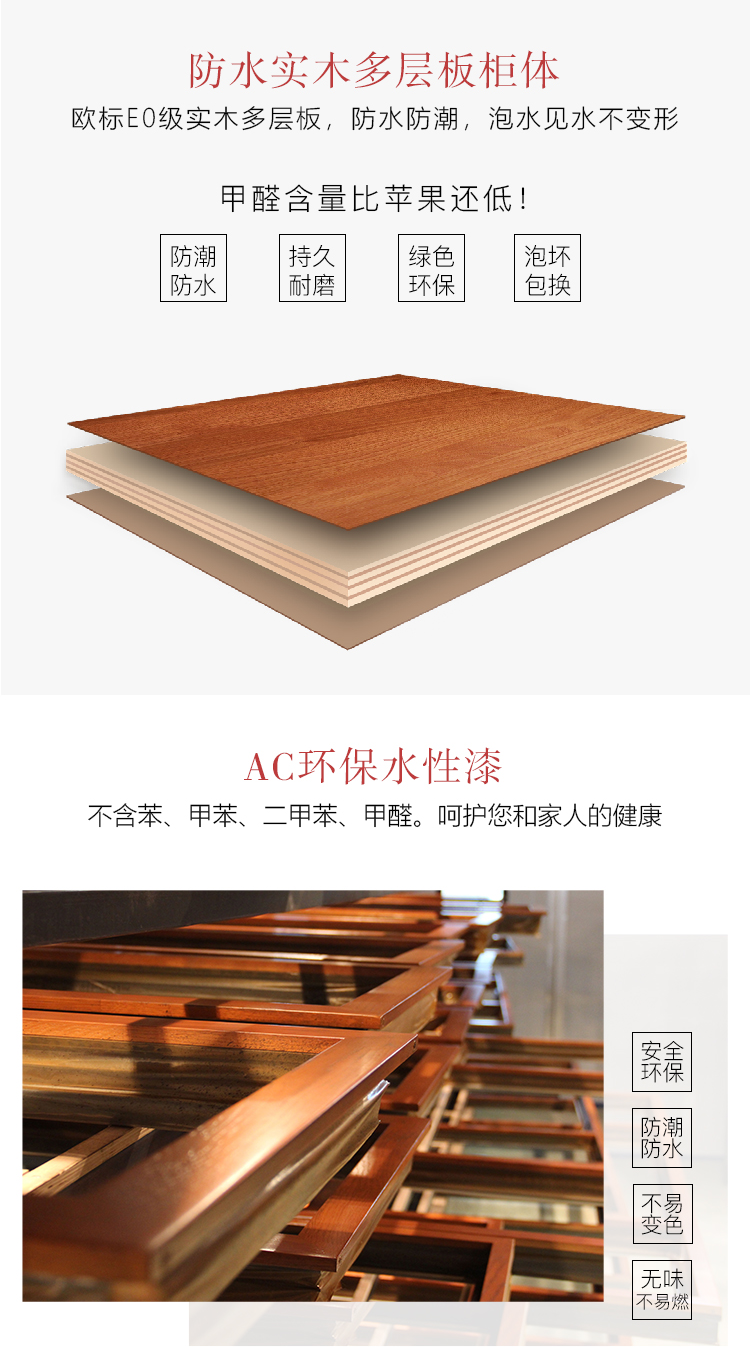 防水实木多层板柜体
欧标E0级实木多层板，防水防潮，泡水见水不变形
甲醛含量比苹果还低！
防潮
防水
持久
耐磨
绿色
环保
泡坏
包换
AC环保水性漆
不含苯、甲苯、二甲苯、甲醛。呵护您和家人的健康
安全
环保
防潮
防水
不易
变色
无味
不易燃